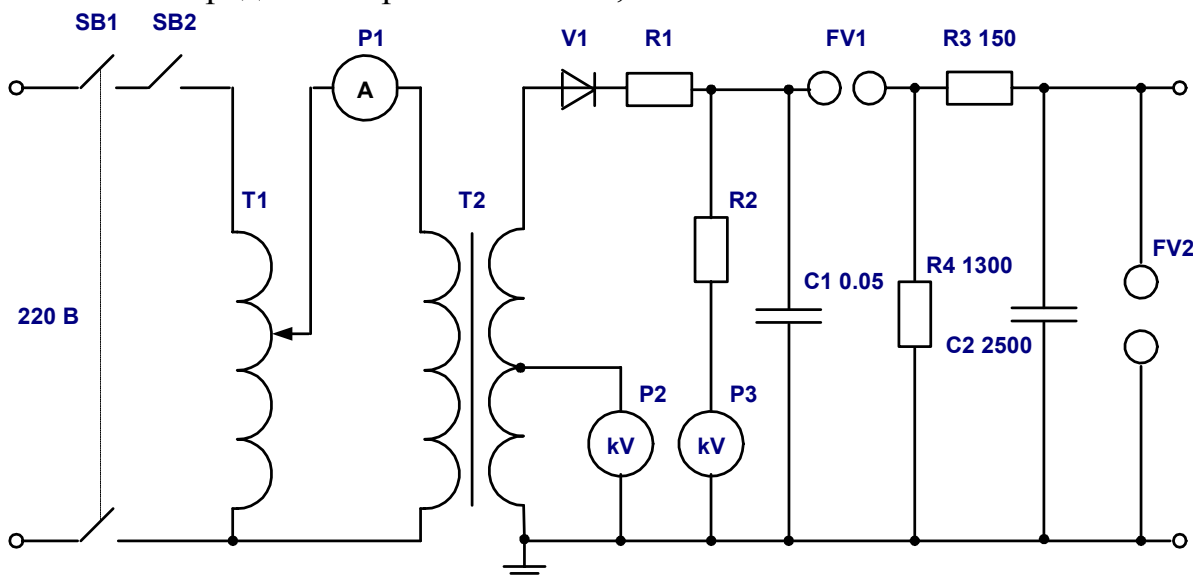 SB1 SB2 P1 V1 R1 FV1 R3 150
A
T1 T2 R2 FV2
R4 1300
C1 0.05
220 В
C2 2500
P2 P3
kV kV